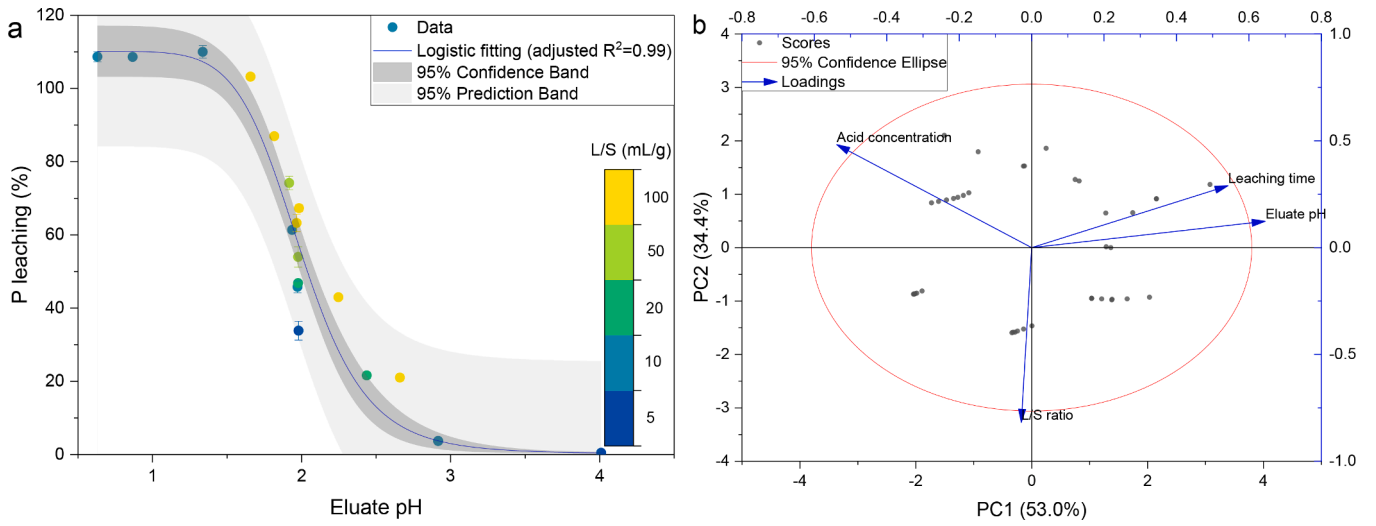 a
120
100
80
60
40
20
0
P leaching (%)
1
2
3
4
Eluate pH
Data
Logistic fitting (adjusted R²=0.99)
95% Confidence Band
95% Prediction Band
L/S (mL/g)
100
50
20
10
5
b
-0.8
-0.6
-0.4
-0.2
0.0
0.2
0.4
0.6
0.8
4
3
2
1
0
-1
-2
-3
-4
PC2 (34.4%)
Scores
95% Confidence Ellipse
Loadings
Acid concentration
Leaching time
Eluate pH
L/S ratio
1.0
0.5
0.0
-0.5
-1.0
-4
-2
0
2
4
PC1 (53.0%)